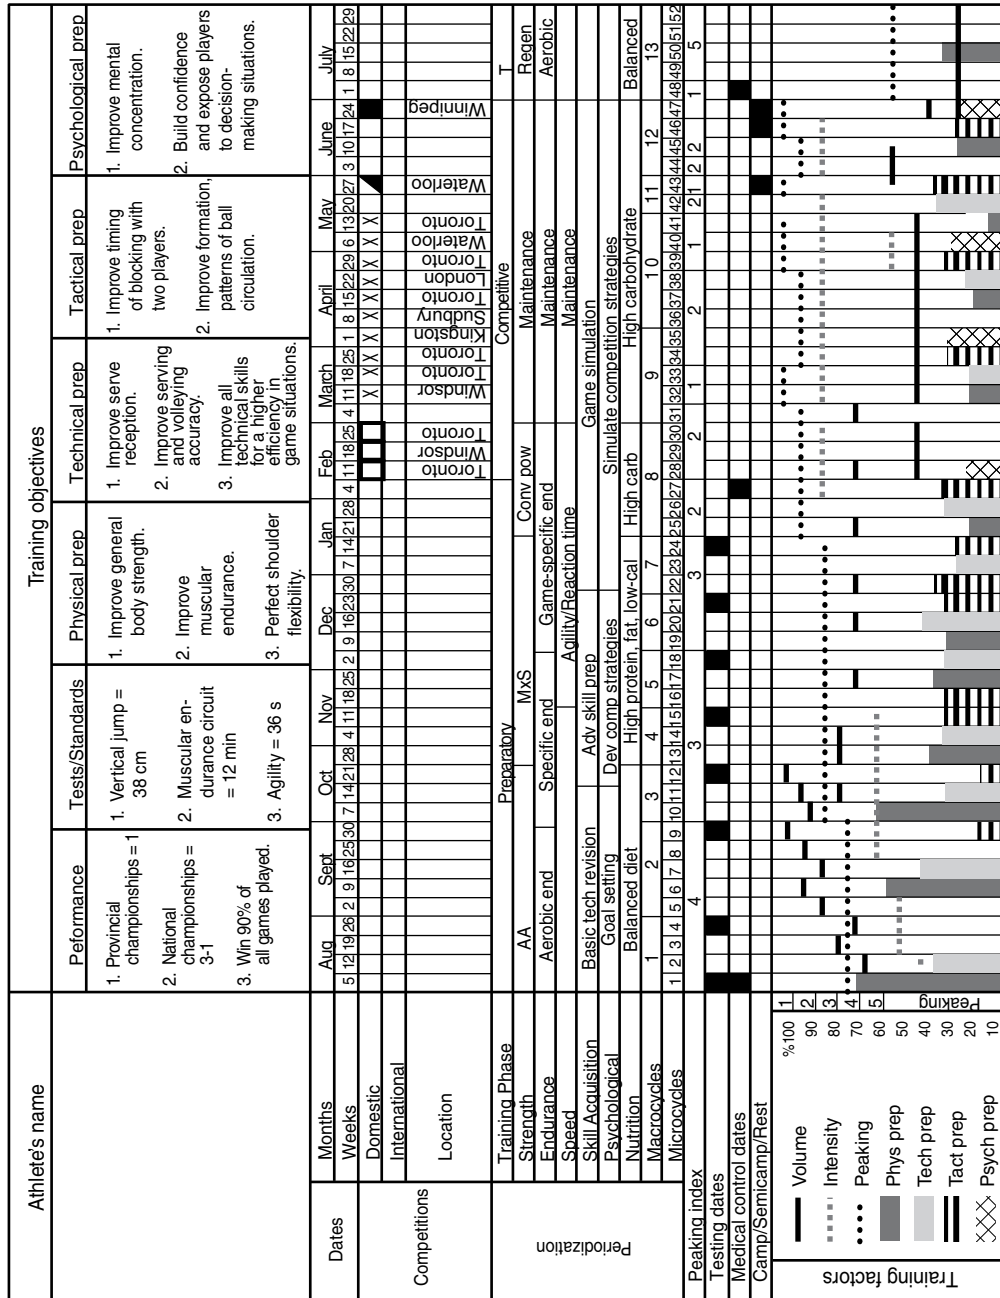 Athlete's name
Training objectives
Peformance
Tests/Standards
Physical prep
Technical prep
Tactical prep
Psychological prep
1. Provincial
championships = 1
2. National
championships =
3-1
3. Win 90% of
all games played.
1. Vertical jump =
38 cm
2. Muscular en-
durance circuit
= 12 min
3. Agility = 36 s
1. Improve general
body strength.
2. Improve
muscular
endurance.
3. Perfect shoulder
flexibility.
1. Improve serve
reception.
2. Improve serving
and volleying
accuracy.
3. Improve all
technical skills
for a higher
efficiency in
game situations.
1. Improve timing
of blocking with
two players.
2. Improve formation,
patterns of ball
circulation.
1. Improve mental
concentration.
2. Build confidence
and expose players
to decision-
making situations.
Dates
Months Aug Sept Oct Nov Dec Jan Feb March April May June July
Weeks 5 12 19 26 2 9 16 25 30 7 14 21 28 4 11 18 25 2 9 16 23 30 7 14 21 28 4 11 18 25 4 11 18 25 1 8 15 22 29 6 13 20 27 3 10 17 24 1 8 15 22 29
Competitions
Domestic X X X X X X X X X X
International
Location Toronto Windsor Toronto Windsor Toronto Toronto Kingston Sudbury Toronto London Toronto Waterloo Toronto Waterloo Winnipeg
Periodization
Training Phase Preparatory Competitive T
Strength AA MxS Conv pow Maintenance Regen
Endurance Aerobic end Specific end Game-specific end Maintenance Aerobic
Speed Agility/Reaction time Maintenance
Skill Acquisition Basic tech revision Adv skill prep Game simulation
Psychological Goal setting Dev comp strategies Simulate competition strategies
Nutrition Balanced diet High protein, fat, low-cal High carb High carbohydrate Balanced
Macrocycles 1 2 3 4 5 6 7 8 9 10 11 12 13
Microcycles 1 2 3 4 5 6 7 8 9 10 11 12 13 14 15 16 17 18 19 20 21 22 23 24 25 26 27 28 29 30 31 32 33 34 35 36 37 38 39 40 41 42 43 44 45 46 47 48 49 50 51 52
Peaking index 4 3 3 2 2 1 2 1 2 1 2 2 1 5
Testing dates
Medical control dates
Camp/Semicamp/Rest
Training factors
Volume
Intensity
Peaking
Phys prep
Tech prep
Tact prep
Psych prep
%100
90
80
70
60
50
40
30
20
10
1
2
3
4
5
Peaking